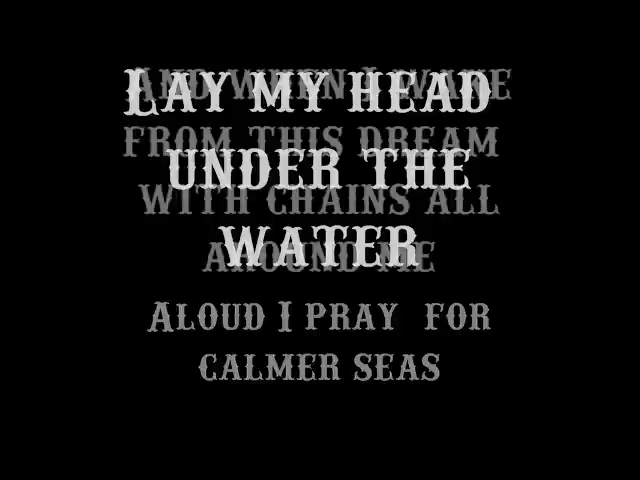 Lay my head
And when I wake
from this dream
under the
with chains all
water
around me
Aloud I pray for
calmer seas